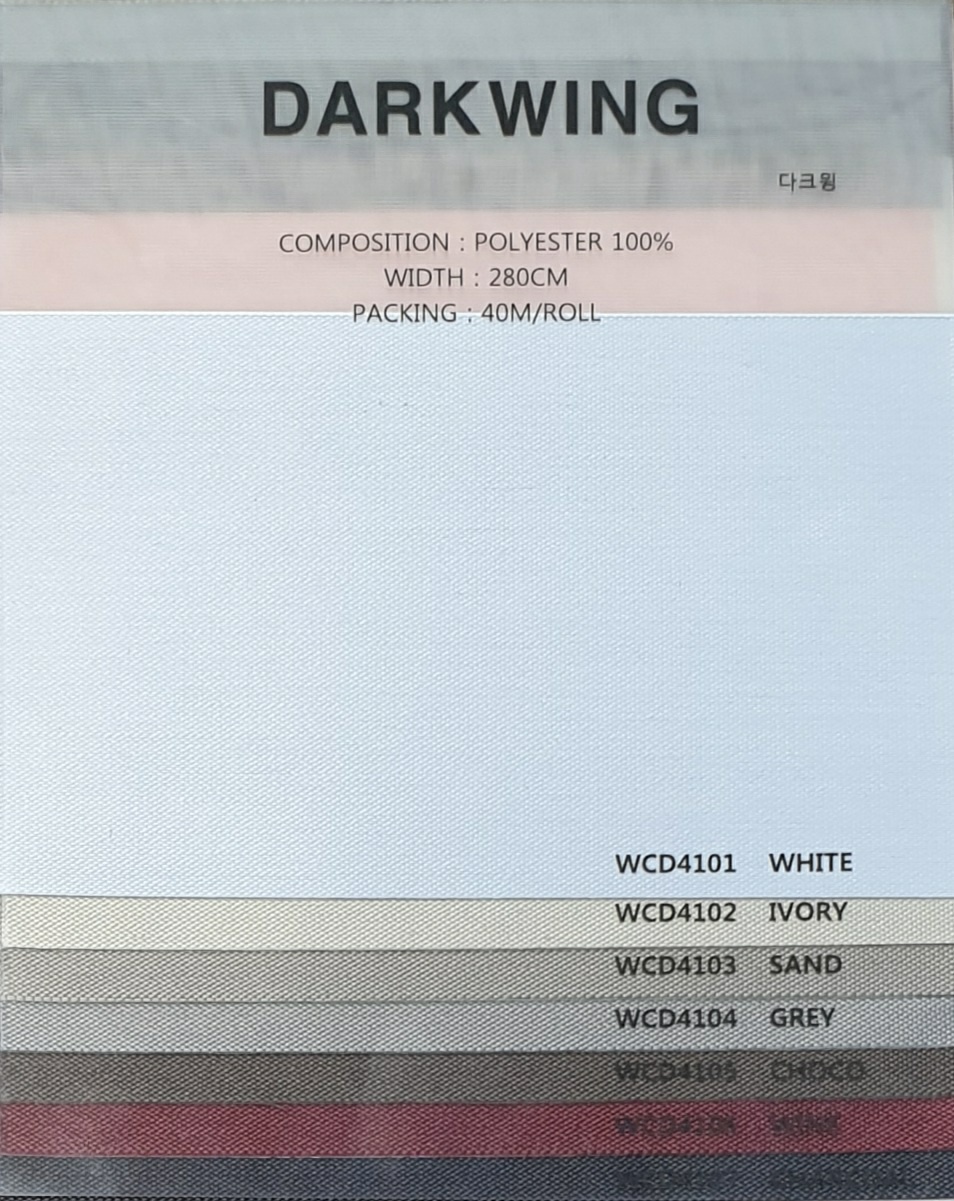 DARKWING
다크윙
COMPOSITION : POLYESTER 100%
WIDTH : 280CM
PACKING : 40M/ROLL
WCD4101 WHITE
WCD4102 IVORY
WCD4103 SAND
WCD4104 GREY
WCD4105 CHOCO
WINE